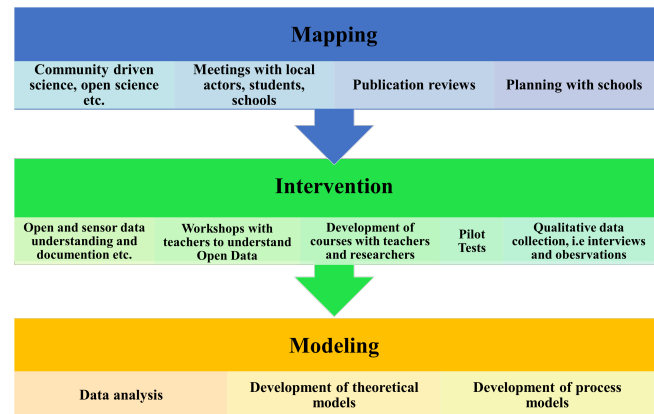 Mapping
Community driven
science, open science
etc.
Meetings with local
actors, students,
schools
Publication reviews
Planning with schools
Intervention
Open and sensor data
understanding and
documention etc.
Workshops with
teachers to understand
Open Data
Development of
courses with teachers
and researchers
Pilot
Tests
Qualitative data
collection, i.e interviews
and obesrvations
Modeling
Data analysis
Development of theoretical
models
Development of process
models